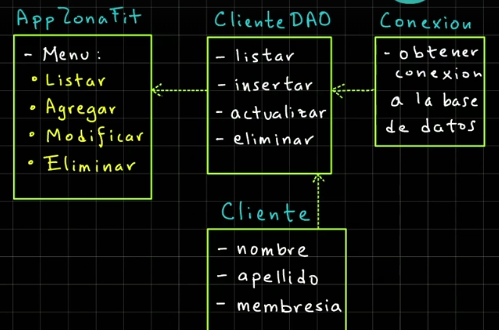 AppZonaFit
- Menu:
• Listar
• Agregar
• Modificar
• Eliminar
ClienteDAO
- listar
- insertar
- actualizar
- eliminar
Conexion
- obtener
conexion
a la base
de datos
Cliente
- nombre
- apellido
- membresia